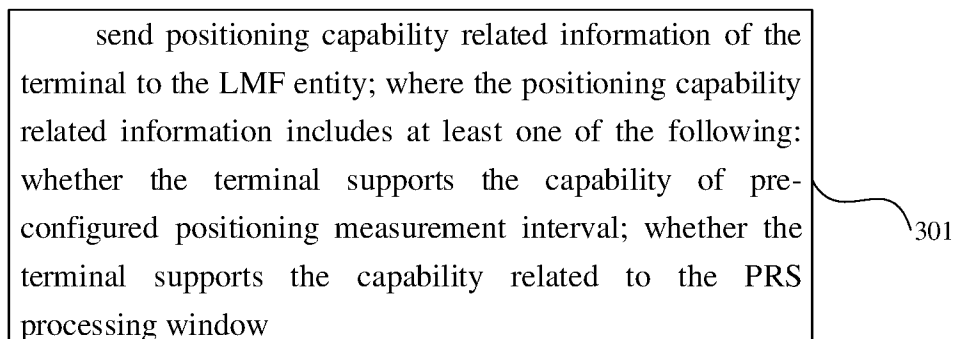 send positioning capability related information of the
terminal to the LMF entity; where the positioning capability
related information includes at least one of the following:
whether the terminal supports the capability of pre-
configured positioning measurement interval; whether the
terminal supports the capability related to the PRS
processing window
301